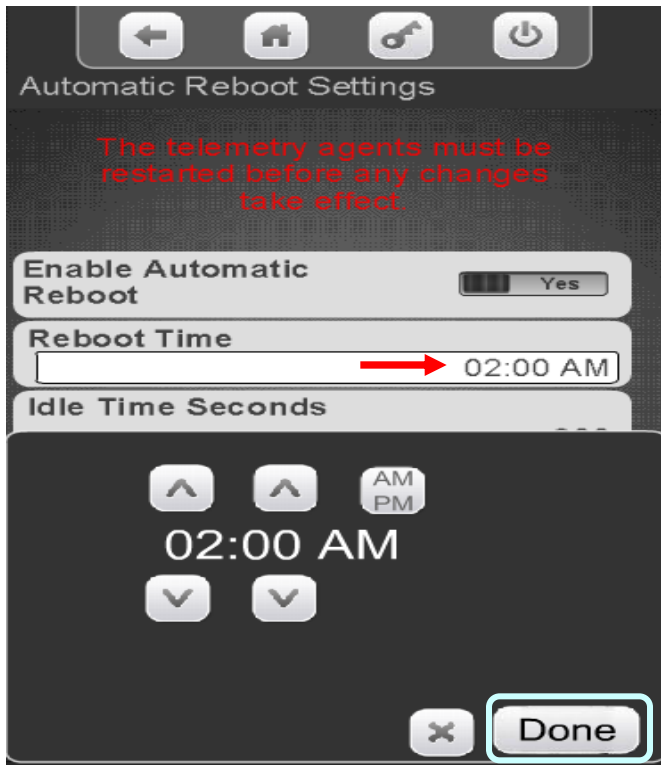 Automatic Reboot Settings
The telemetry agents must be
restarted before any changes
take effect.
Enable Automatic
Reboot
Yes
Reboot Time
02:00 AM
Idle Time Seconds
AM
PM
02:00 AM
Done